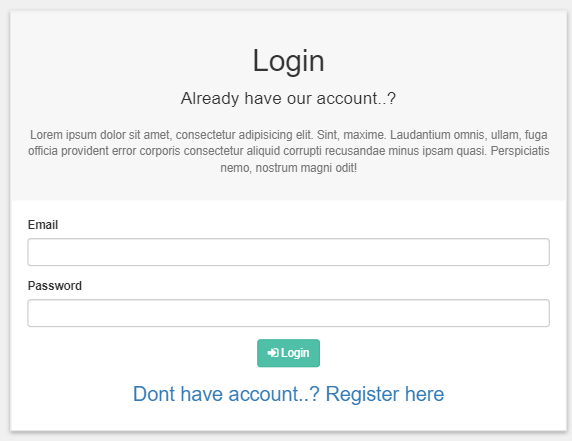 Login
Already have our account..?
Lorem ipsum dolor sit amet, consectetur adipisicing elit. Sint, maxime. Laudantium omnis, ullam, fuga
officia provident error corporis consectetur aliquid corrupti recusandae minus ipsam quasi. Perspiciatis
nemo, nostrum magni odit!
Email
Password
Login
Dont have account..? Register here